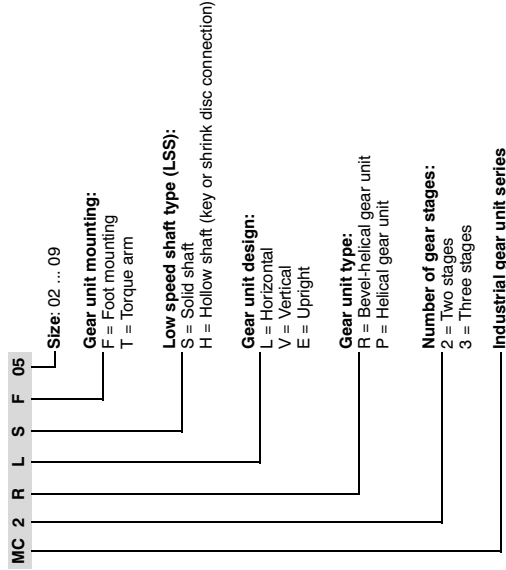 MC 2 R L S F 05
Size: 02 ... 09
Gear unit mounting:
F = Foot mounting
T = Torque arm
Low speed shaft type (LSS):
S = Solid shaft
H = Hollow shaft (key or shrink disc connection)
Gear unit design:
L = Horizontal
V = Vertical
E = Upright
Gear unit type:
R = Bevel-helical gear unit
P = Helical gear unit
Number of gear stages:
2 = Two stages
3 = Three stages
Industrial gear unit series